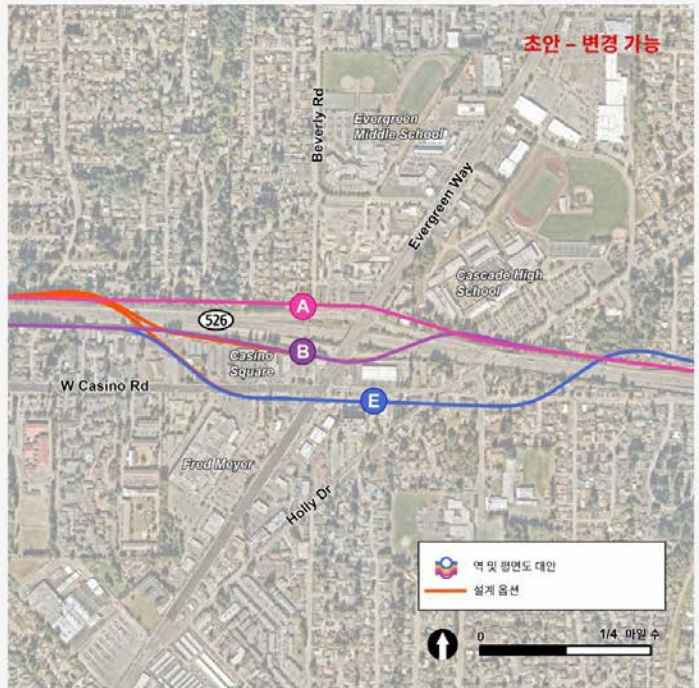 초안 – 변경 가능
Beverly Rd
Evergreen
Middle School
Evergreen Way
Cascade High
School
A
526
B
Casino
Square
W Casino Rd
E
Fred Meyer
Holly Dr
역 및 평면도 대안
설계 옵션
0
1/4 마일 수